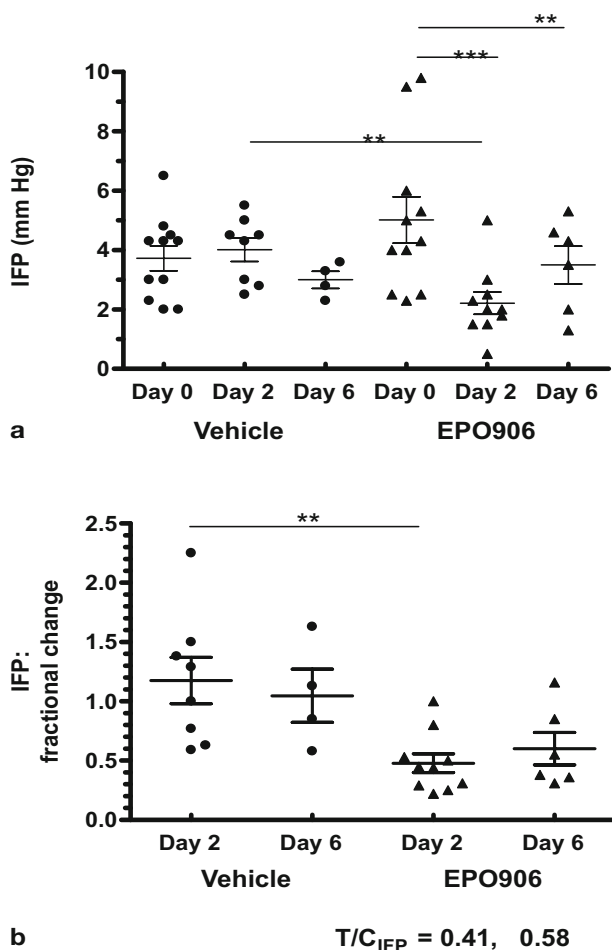 **
***
10
**
8
6
4
2
0
IFP (mm Hg)
Day 0 Day 2 Day 6 Day 0 Day 2 Day 6
Vehicle EPO906
a
2.5
**
2.0
1.5
1.0
0.5
0.0
IFP:
fractional change
Day 2 Day 6 Day 2 Day 6
Vehicle EPO906
b
T/CIFP = 0.41, 0.58